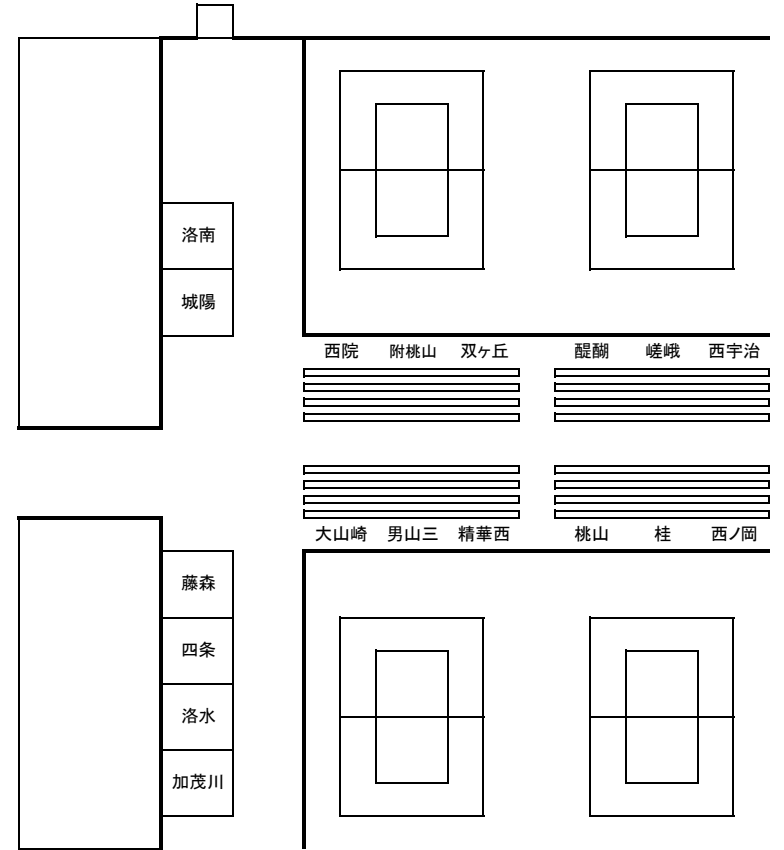 洛南
城陽
西院 附桃山 双ヶ丘 醍醐 嵯峨 西宇治
大山崎 男山三 精華西 桃山 桂 西ノ岡
藤森
四条
洛水
加茂川